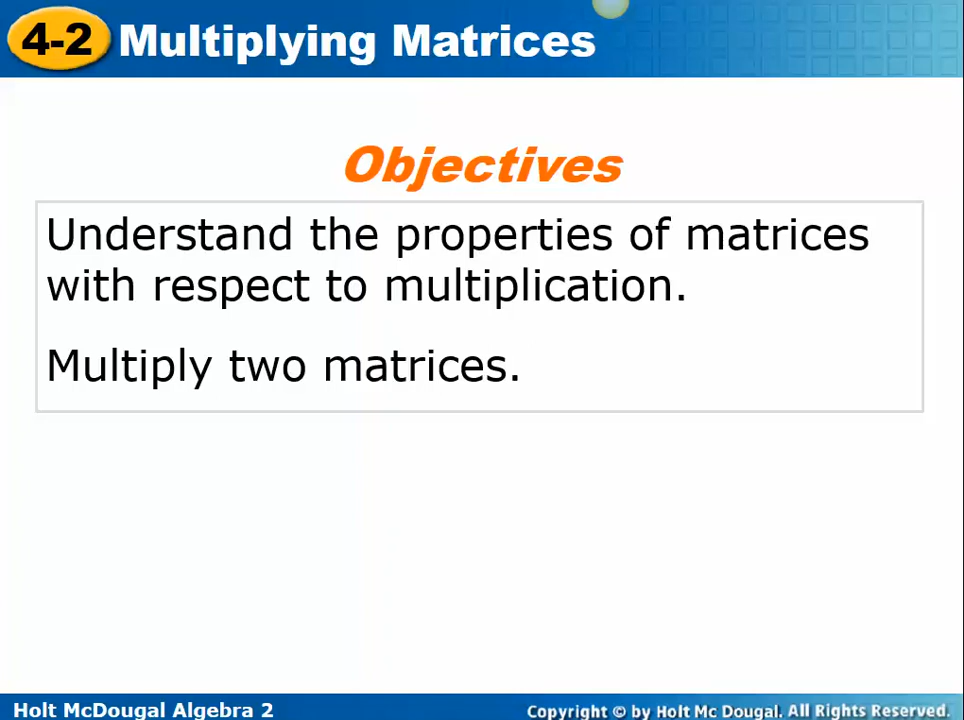 4-2 Multiplying Matrices
Objectives
Understand the properties of matrices
with respect to multiplication.
Multiply two matrices.
Holt McDougal Algebra 2
Copyright © by Holt Mc Dougal. All Rights Reserved.